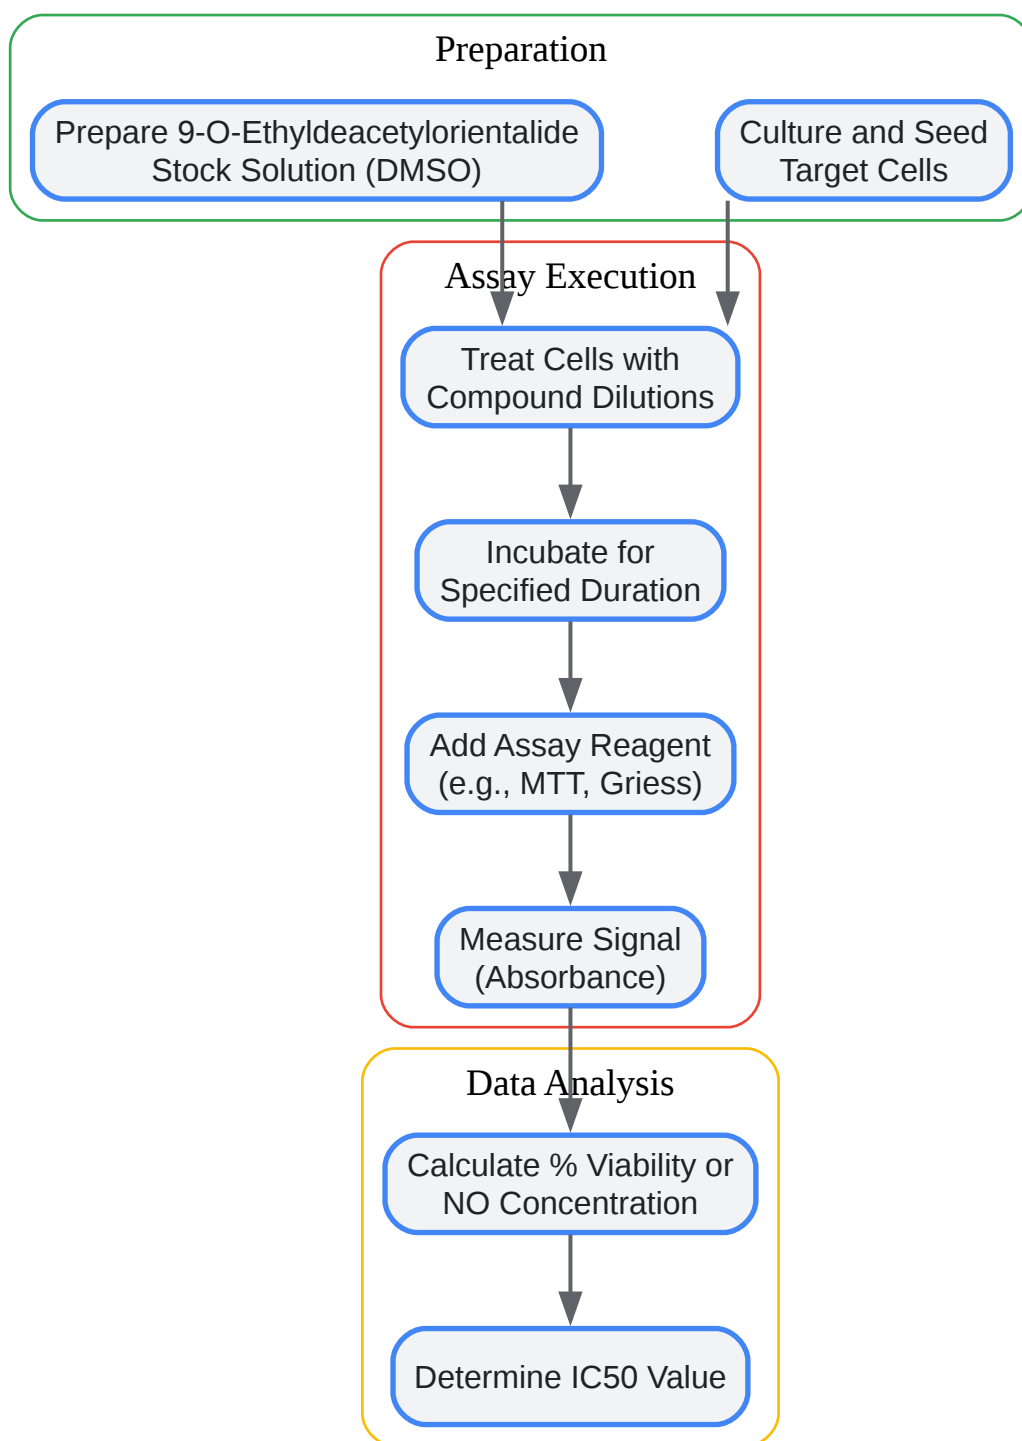 Preparation
Prepare 9-O-Ethyldeacetylorientalide
Stock Solution (DMSO)
Culture and Seed
Target Cells
Assay Execution
Treat Cells with
Compound Dilutions
Incubate for
Specified Duration
Add Assay Reagent
(e.g., MTT, Griess)
Measure Signal
(Absorbance)
Data Analysis
Calculate % Viability or
NO Concentration
Determine IC50 Value